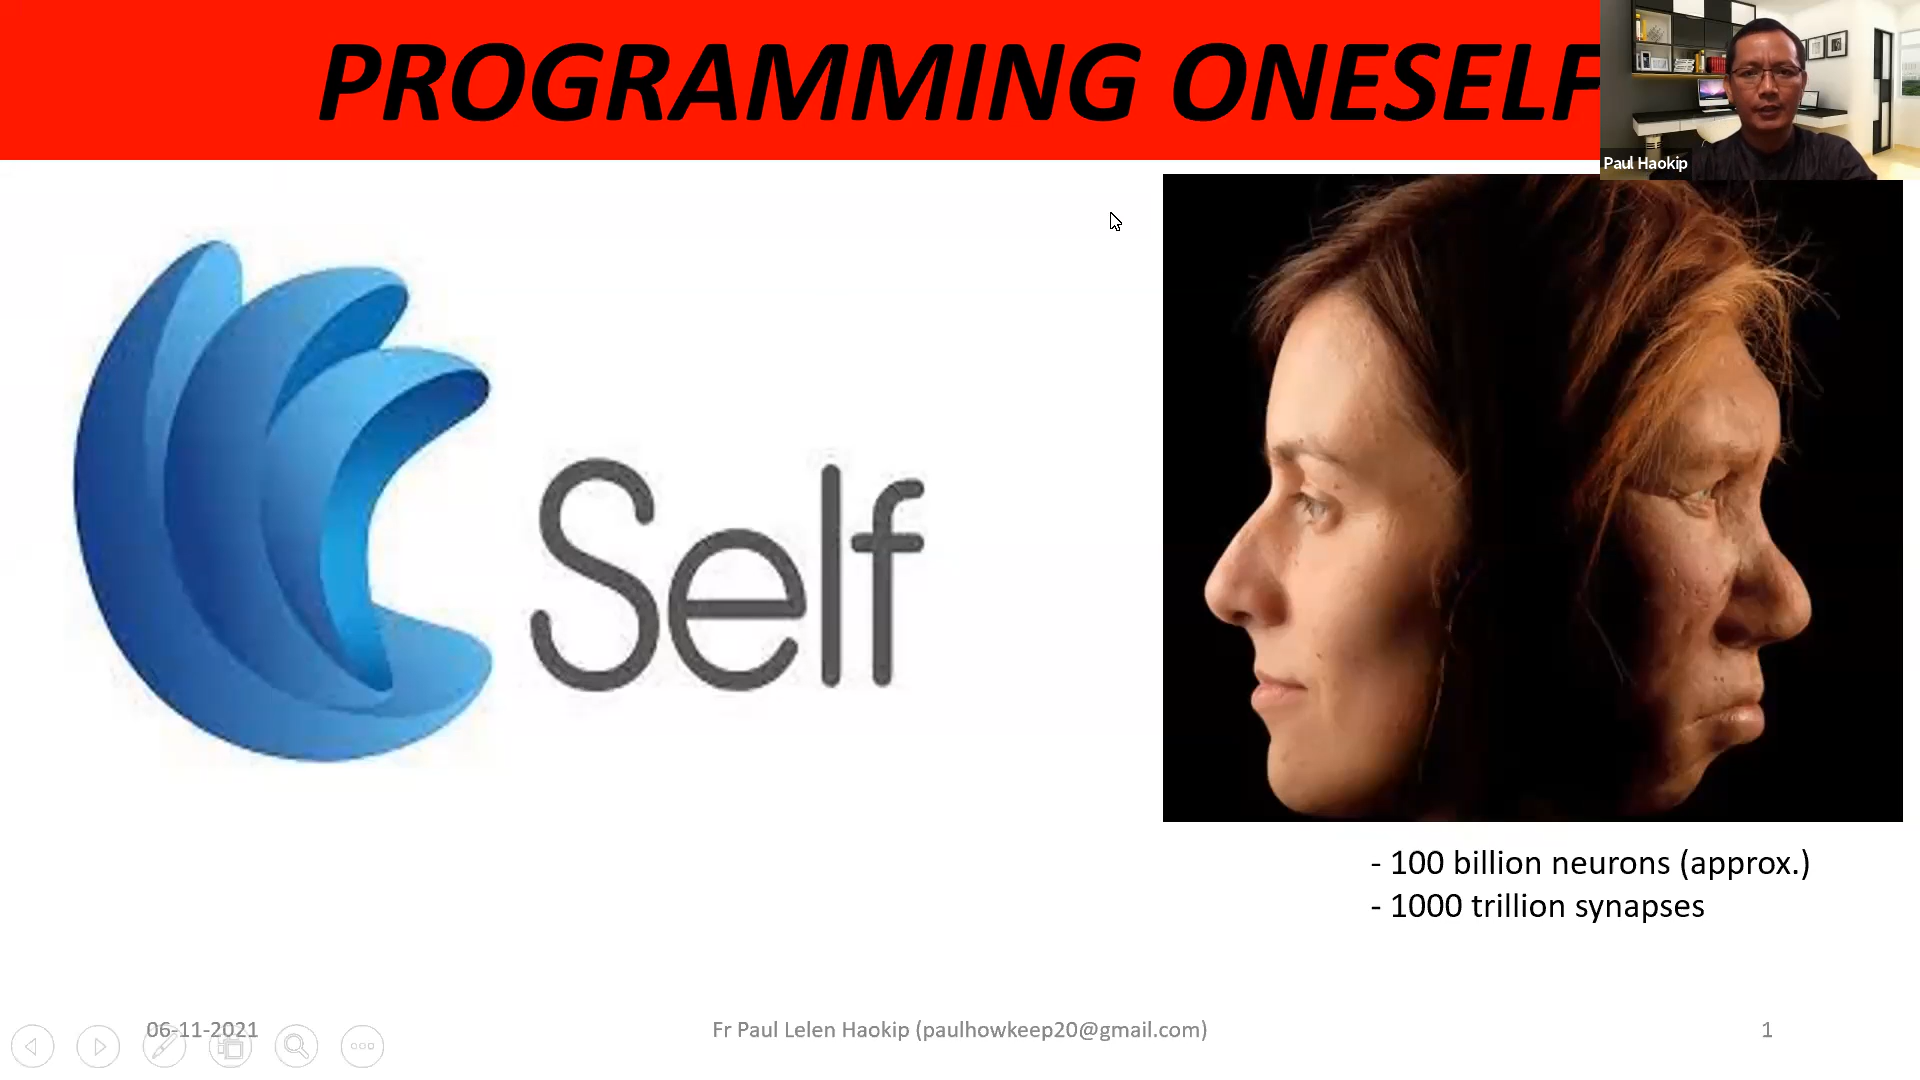 PROGRAMMING ONESELF
Paul Haokip
Self
- 100 billion neurons (approx.)
- 1000 trillion synapses
06-11-2021
Fr Paul Lelen Haokip (paulhowkeep20@gmail.com)
1